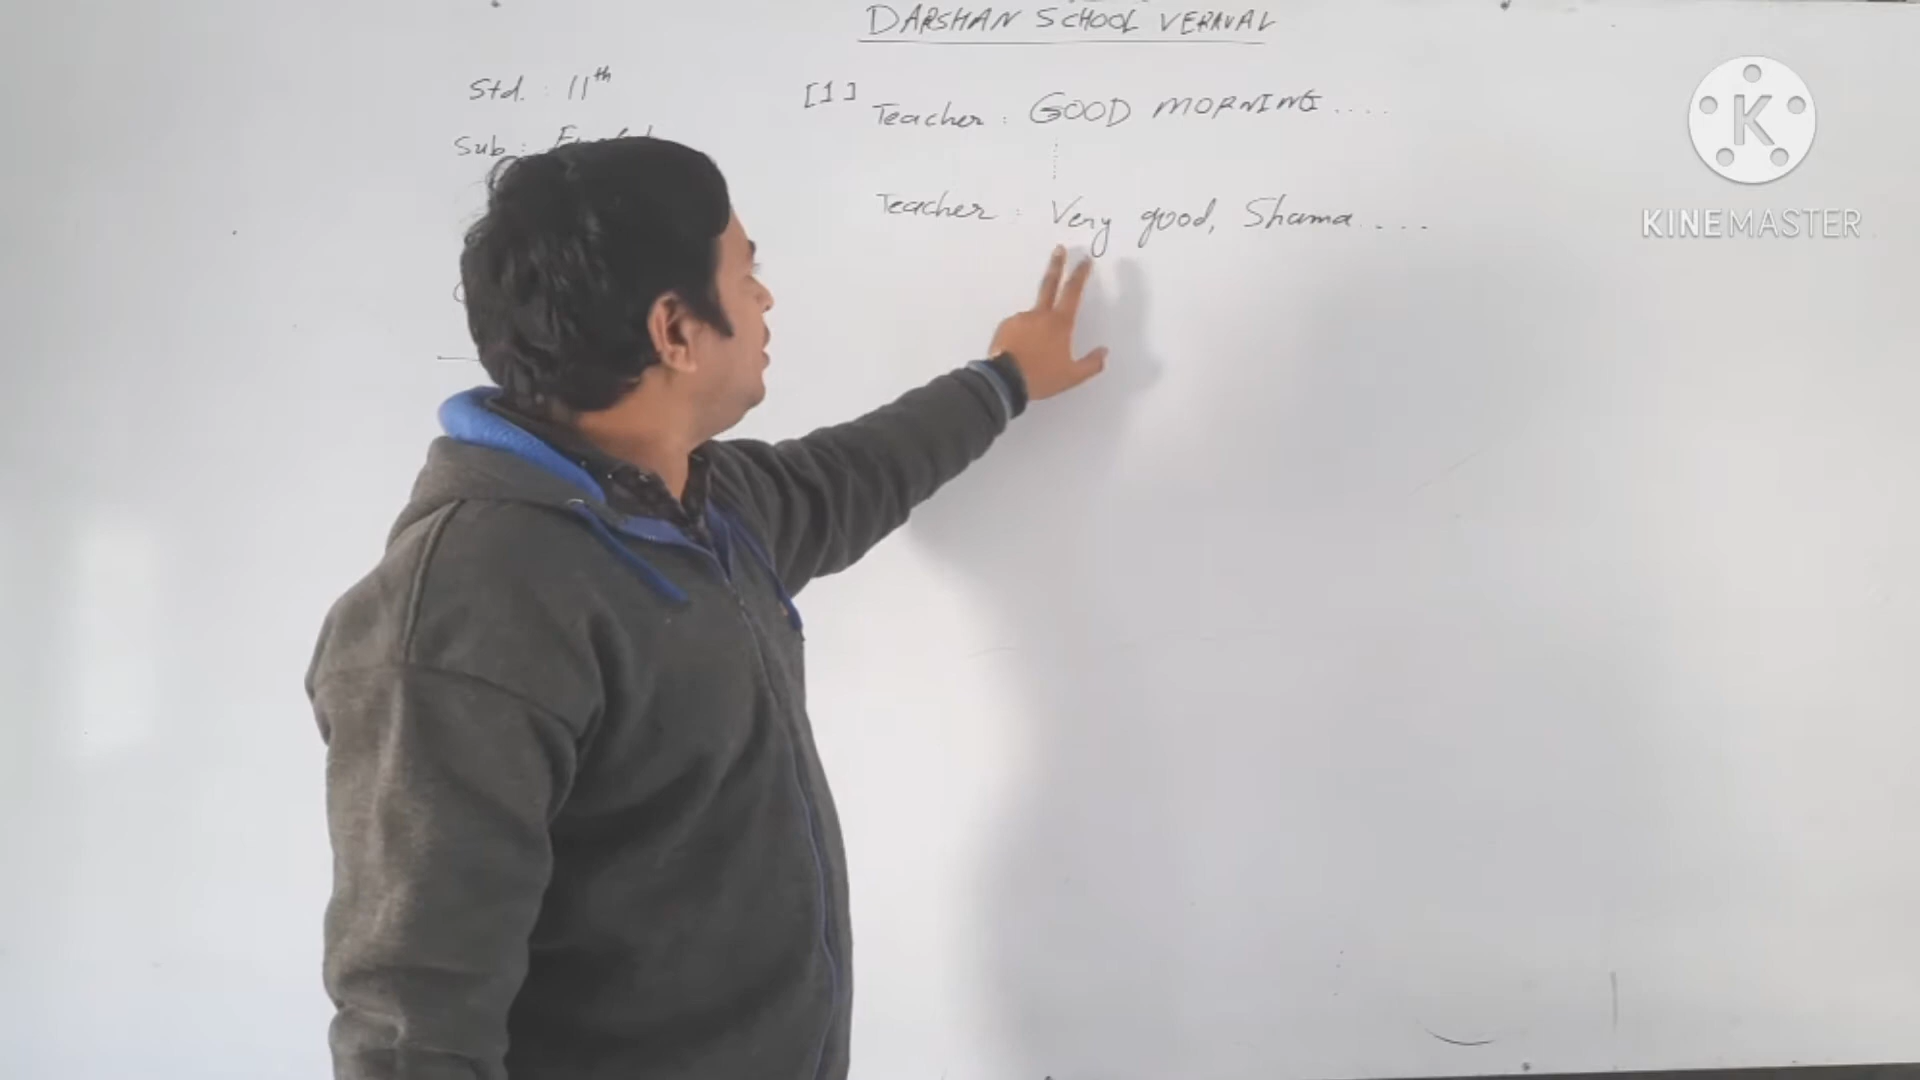 DARSHAN SCHOOL VERAVAL
Std. : 11th
Sub :
[1] Teacher : GOOD MORNING ....
Teacher : Very good, Shama ....
K
KINEMASTER